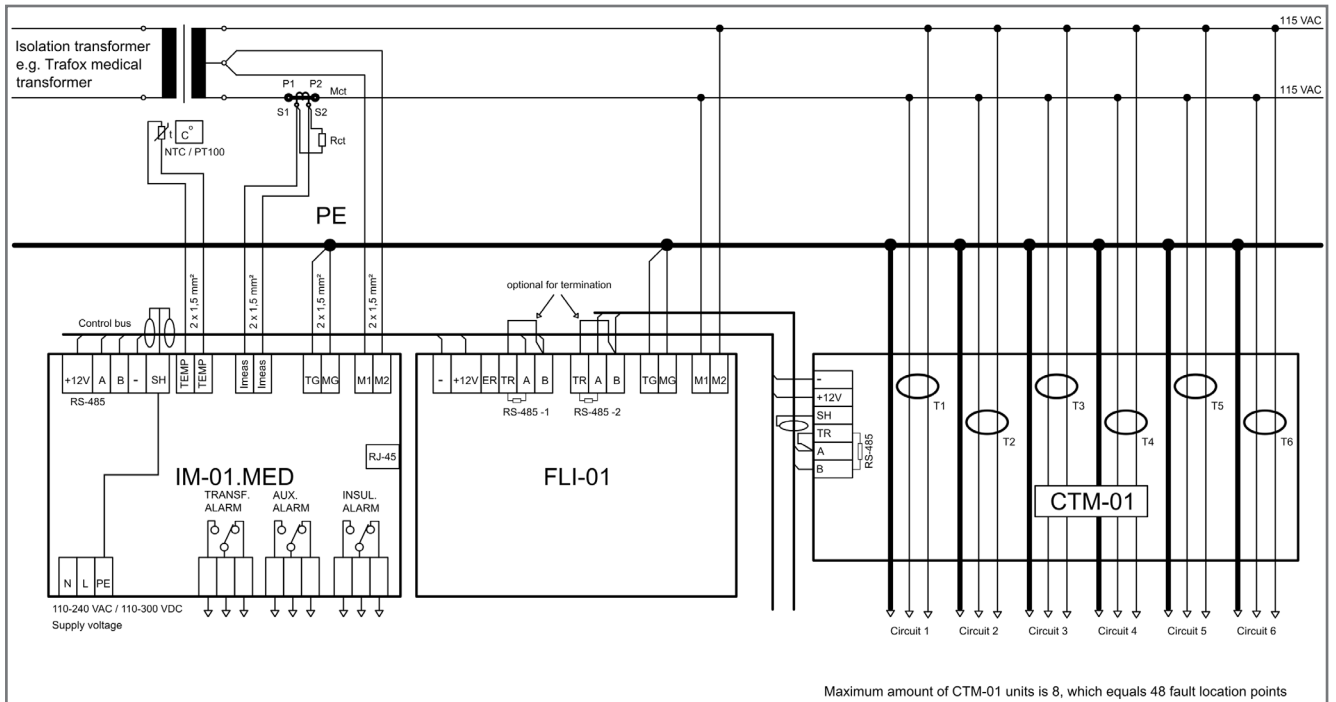 115 VAC
Isolation transformer
e.g. Trafox medical
transformer
P1 P2
Mct
115 VAC
S1 S2
t C°
Rct
NTC / PT100
PE
2 x 1,5 mm²
2 x 1,5 mm²
2 x 1,5 mm²
2 x 1,5 mm²
optional for termination
Control bus
+12V A B - SH TEMP TEMP Imeas Imeas TG MG M1 M2
RS-485
- +12V ER TR A B TR A B TG MG M1 M2
RS-485 -1 RS-485 -2
-
+12V
SH
TR
A
B
RS-485
T1
T2
T3
T4
T5
T6
RJ-45
IM-01.MED
FLI-01
CTM-01
TRANSF.
ALARM
AUX.
ALARM
INSUL.
ALARM
N L PE
110-240 VAC / 110-300 VDC
Supply voltage
Circuit 1 Circuit 2 Circuit 3 Circuit 4 Circuit 5 Circuit 6
Maximum amount of CTM-01 units is 8, which equals 48 fault location points